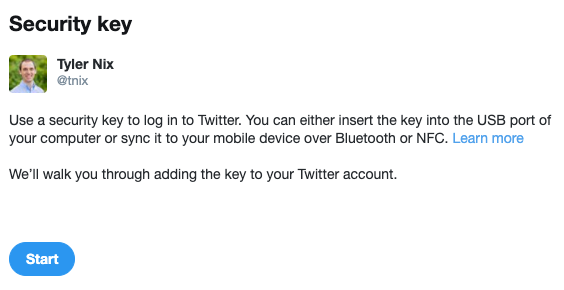 Security key
Tyler Nix
@tnix
Use a security key to log in to Twitter. You can either insert the key into the USB port of
your computer or sync it to your mobile device over Bluetooth or NFC. Learn more
We’ll walk you through adding the key to your Twitter account.
Start